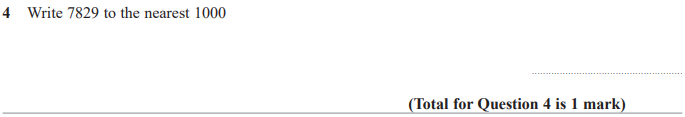 4 Write 7829 to the nearest 1000
(Total for Question 4 is 1 mark)